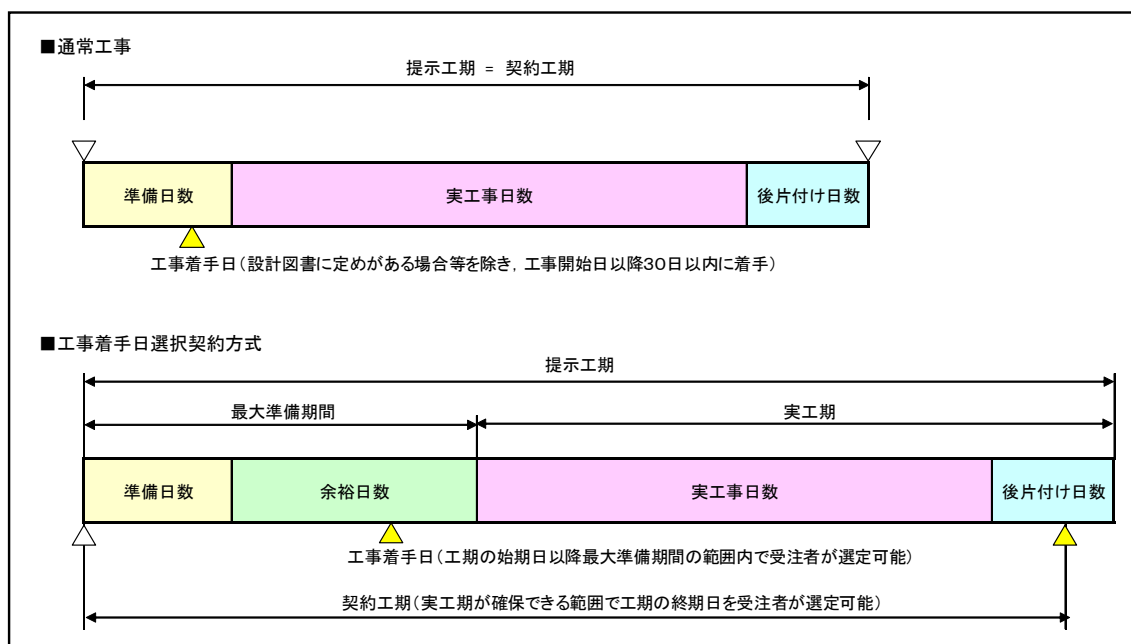 ■通常工事
提示工期 = 契約工期
準備日数
実工事日数
後片付け日数
工事着手日(設計図書に定めがある場合等を除き，工事開始日以降30日以内に着手)
■工事着手日選択契約方式
提示工期
最大準備期間
実工期
準備日数
余裕日数
実工事日数
後片付け日数
工事着手日(工期の始期日以降最大準備期間の範囲内で受注者が選定可能)
契約工期(実工期が確保できる範囲で工期の終期日を受注者が選定可能)